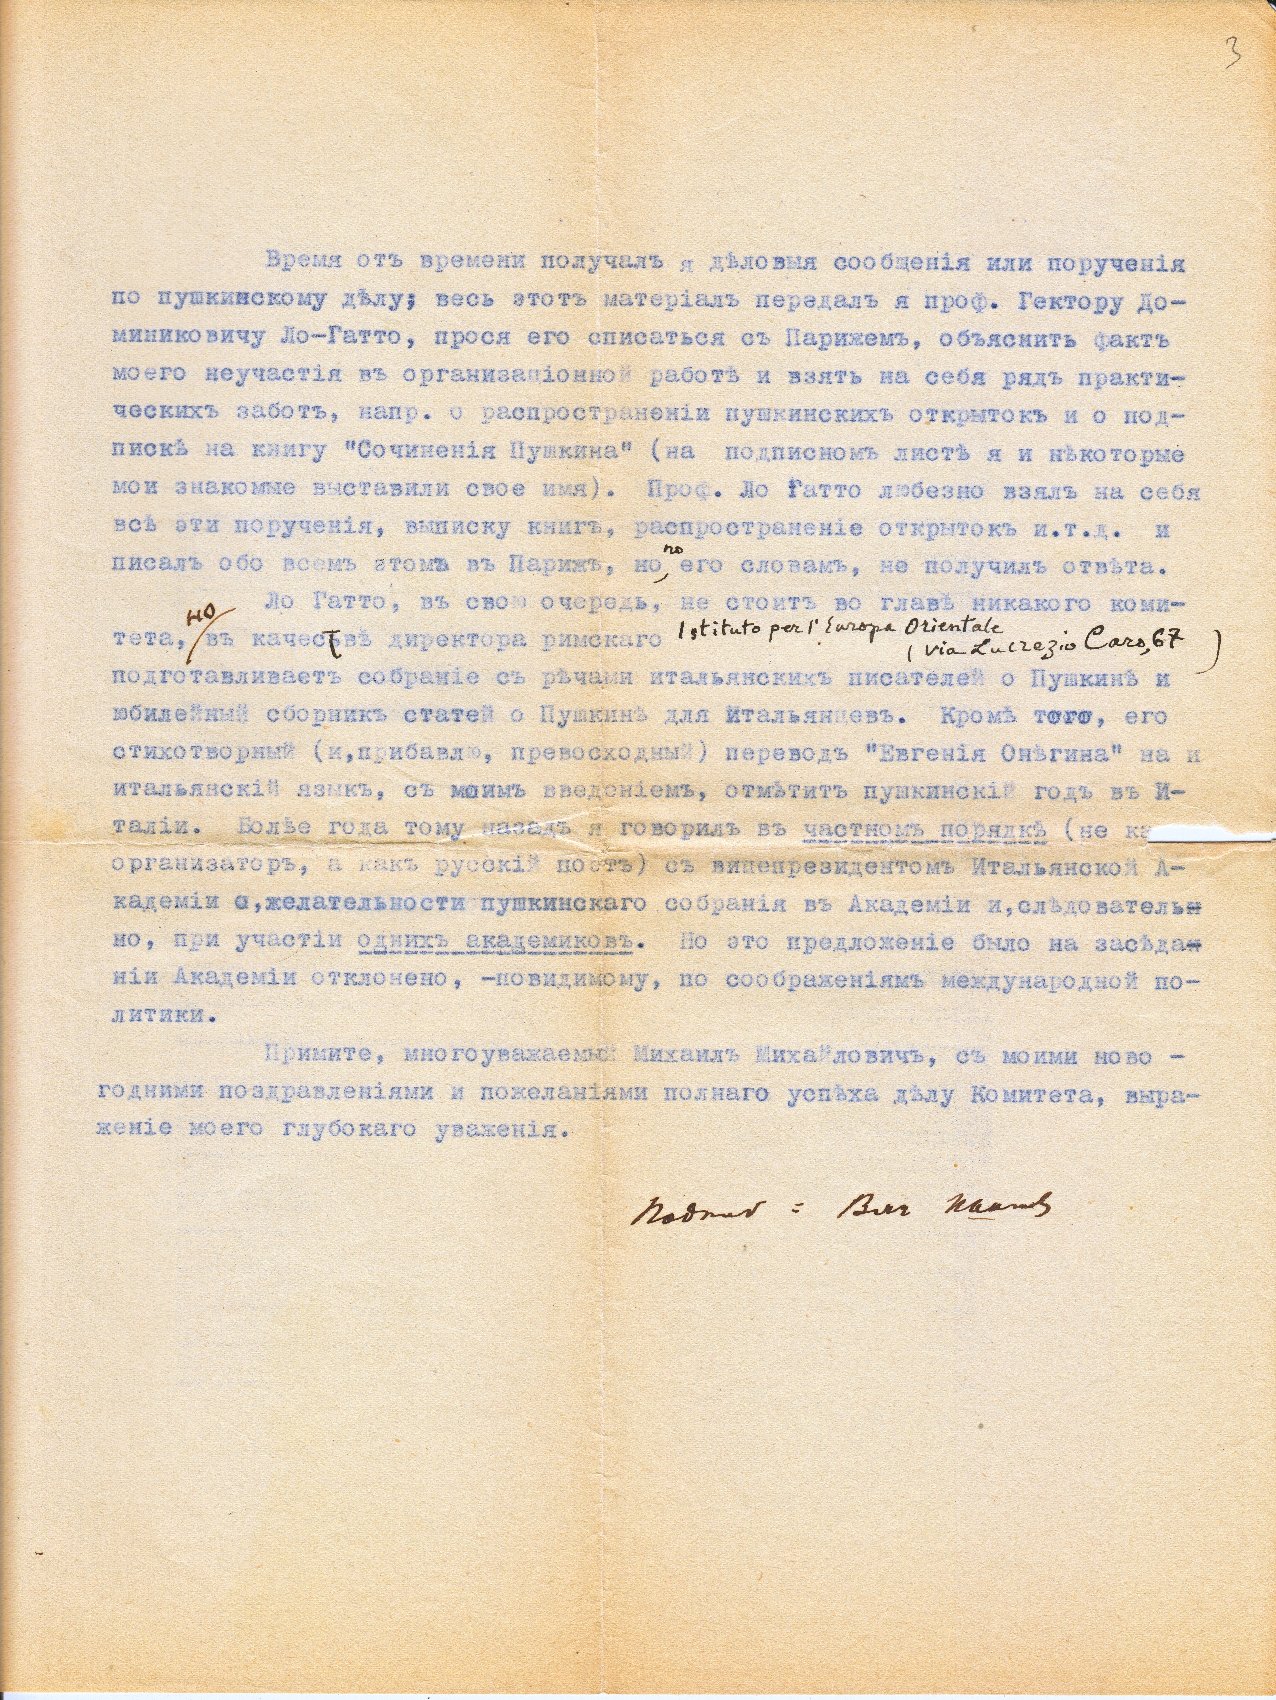 3
Время отъ времени получалъ я дѣловыя сообщенія или порученія
по пушкинскому дѣлу; весь этотъ матеріалъ передалъ я проф. Гектору До-
миниковичу Ло-Гатто, прося его списаться съ Парижемъ, объяснить фактъ
моего неучастія въ организаціонной работѣ и взять на себя рядъ практи-
ческихъ заботъ, напр. о распространеніи пушкинскихъ открытокъ и о под-
пискѣ на книгу "Сочиненія Пушкина" (на подписномъ листѣ я и нѣкоторые
мои знакомые выставили свое имя). Проф. Ло Гатто любезно взялъ на себя
всѣ эти порученія, выписку книгъ, распространеніе открытокъ и.т.д. и
писалъ обо всемъ этомъ въ Парижъ, но, по его словамъ, не получилъ отвѣта.
Ло Гатто, въ свою очередь, не стоитъ во главѣ никакого коми-
тета, но въ качествѣ директора римскаго Istituto per l'Europa Orientale
(via Lucrezio Caro, 67)
подготавливаетъ собраніе съ рѣчами итальянскихъ писателей о Пушкинѣ и
юбилейный сборникъ статей о Пушкинѣ для Итальянцевъ. Кромѣ того, его
стихотворный (и,прибавлю, превосходный) переводъ "Евгенія Онѣгина" на и
итальянскій языкъ, съ моимъ введеніемъ, отмѣтитъ пушкинскій годъ въ И-
таліи. Болѣе года тому назадъ я говорилъ въ частномъ порядкѣ (не ка
организаторъ, а какъ русскій поэтъ) съ вицепрезидентомъ Итальянской А-
кадеміи о,желательности пушкинскаго собранія въ Академіи и,слѣдователь-
но, при участіи однихъ академиковъ. Но это предложеніе было на засѣда-
ніи Академіи отклонено, -повидимому, по соображеніямъ международной по-
литики.
Примите, многоуважаемый Михаилъ Михайловичъ, съ моими ново -
годними поздравленіями и пожеланіями полнаго успѣха дѣлу Комитета, выра-
женіе моего глубокаго уваженія.
Подпись = Вяч Иванов